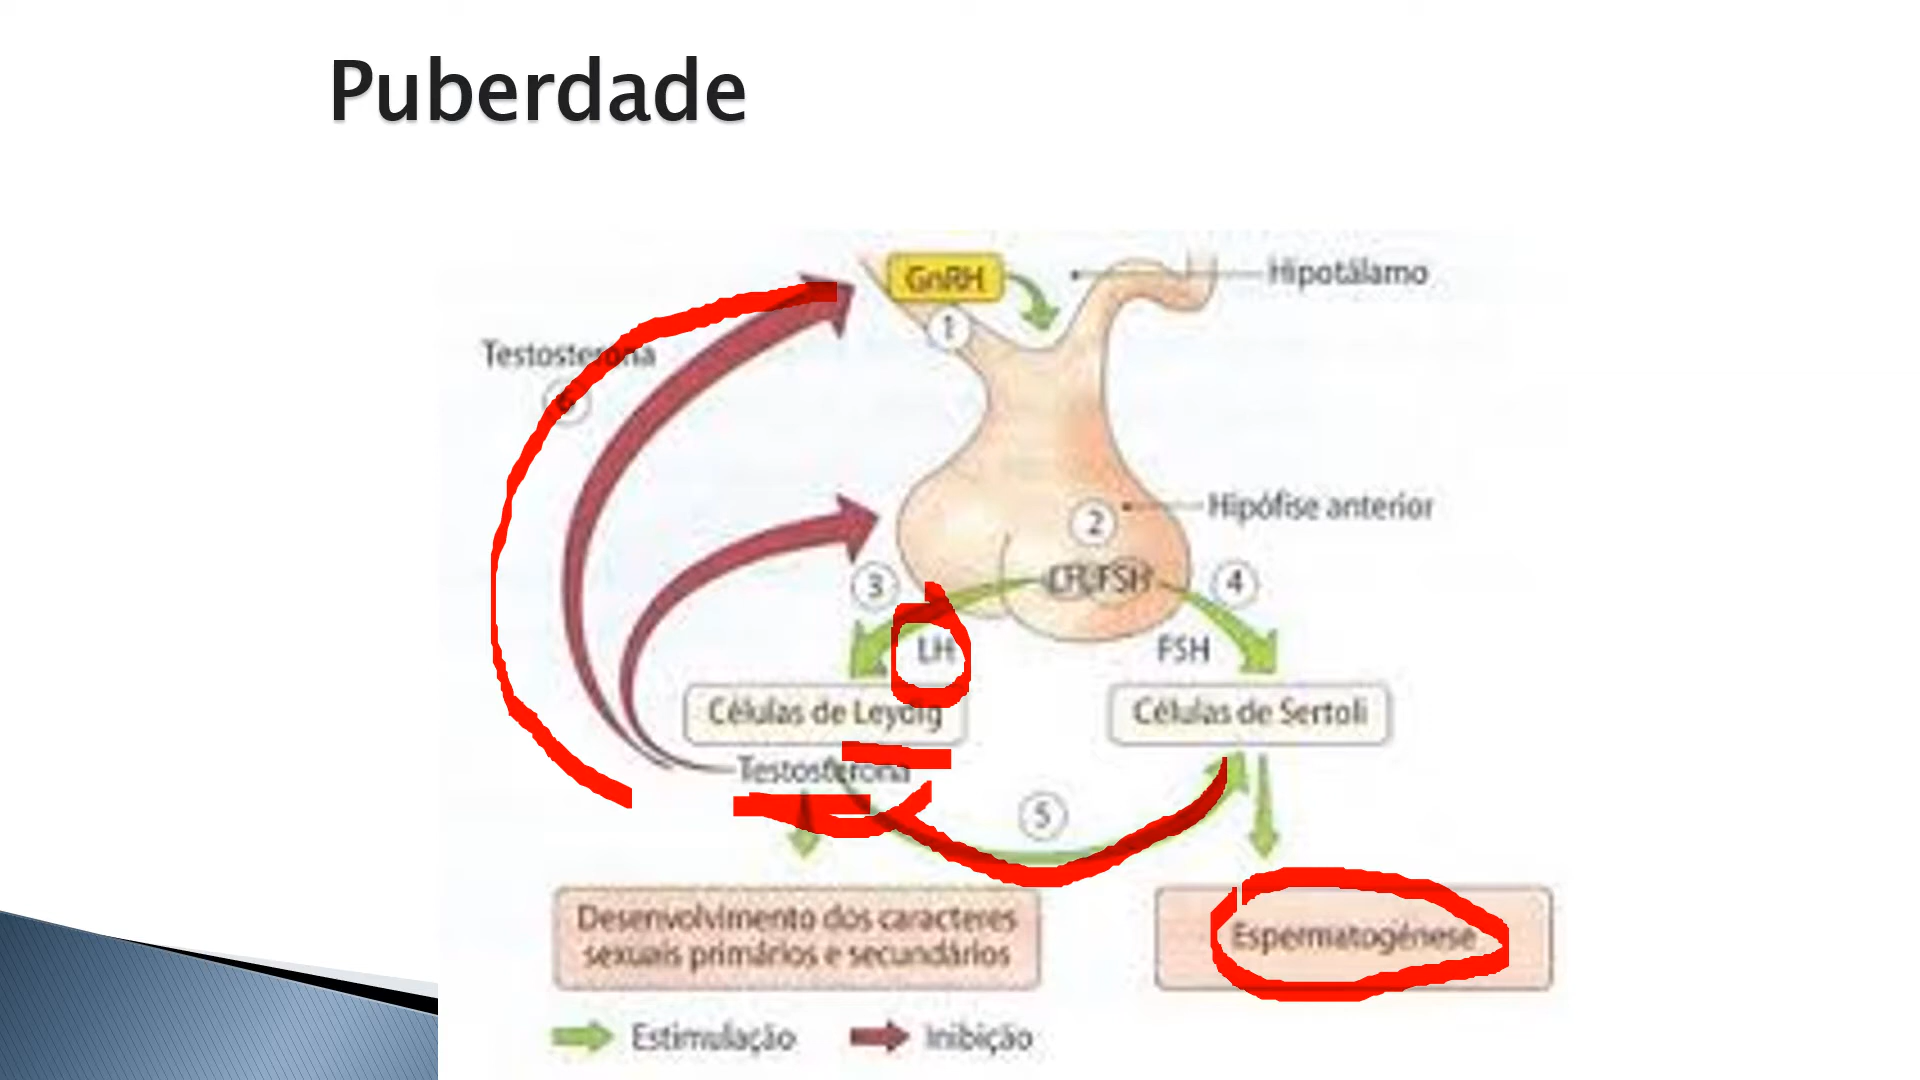 Puberdade
GnRH
Hipotálamo
1
Testosterona
Hipófise anterior
2
3
LH/FSH
4
LH
FSH
Células de Leydig
Células de Sertoli
Testosterona
5
Desenvolvimento dos caracteres
sexuais primários e secundários
Espermatogénese
Estimulação
Inibição